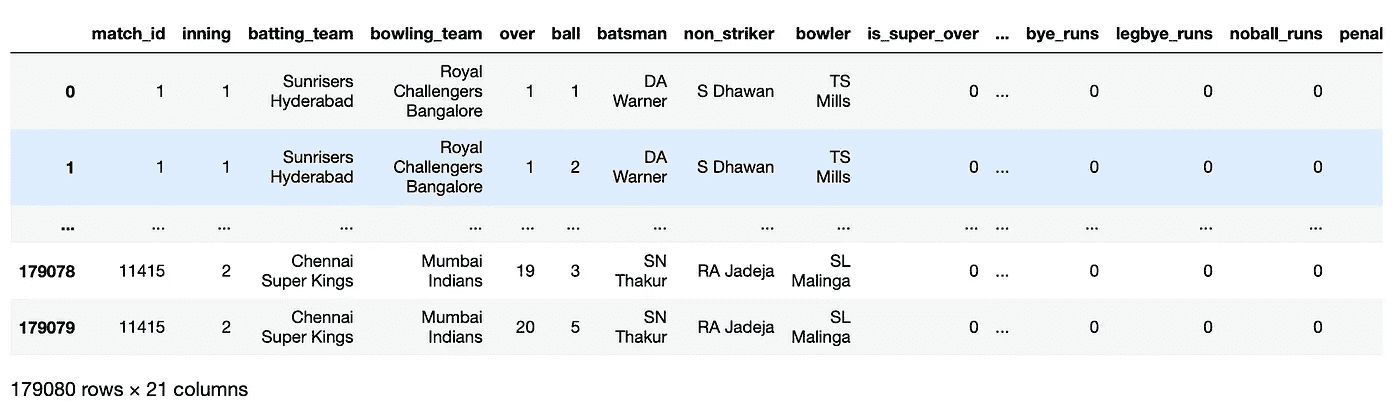 match_id inning batting_team bowling_team over ball batsman non_striker bowler is_super_over ... bye_runs legbye_runs noball_runs penal
Sunrisers Royal DA TS
0 1 1 Challengers 1 1 S Dhawan 0 ... 0 0 0
Hyderabad Bangalore Warner Mills
Sunrisers Royal DA TS
1 1 1 Challengers 1 2 S Dhawan 0 ... 0 0 0
Hyderabad Bangalore Warner Mills
... ... ... ... ... ... ... ... ... ... ... ... ... ... ...
Chennai Mumbai SN SL
179078 11415 2 19 3 RA Jadeja 0 ... 0 0 0
Super Kings Indians Thakur Malinga
Chennai Mumbai SN SL
179079 11415 2 20 5 RA Jadeja 0 ... 0 0 0
Super Kings Indians Thakur Malinga
179080 rows × 21 columns